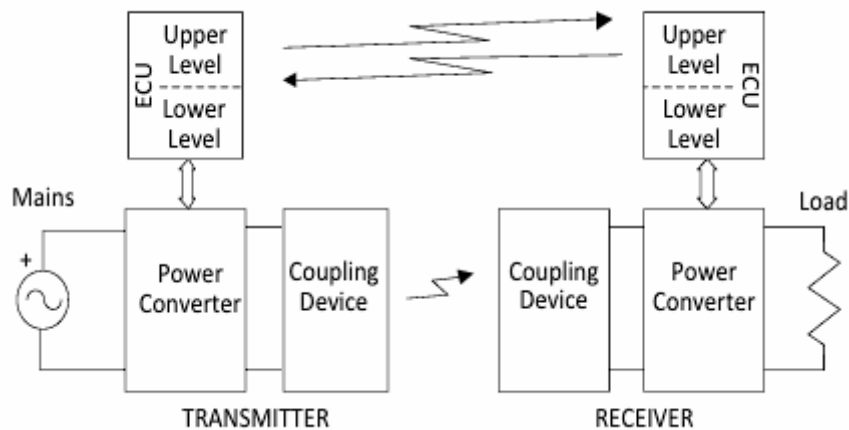 Upper
Level
ECU
Lower
Level
Upper
Level
ECU
Lower
Level
Mains
+
Power
Converter
Coupling
Device
Coupling
Device
Power
Converter
Load
TRANSMITTER
RECEIVER